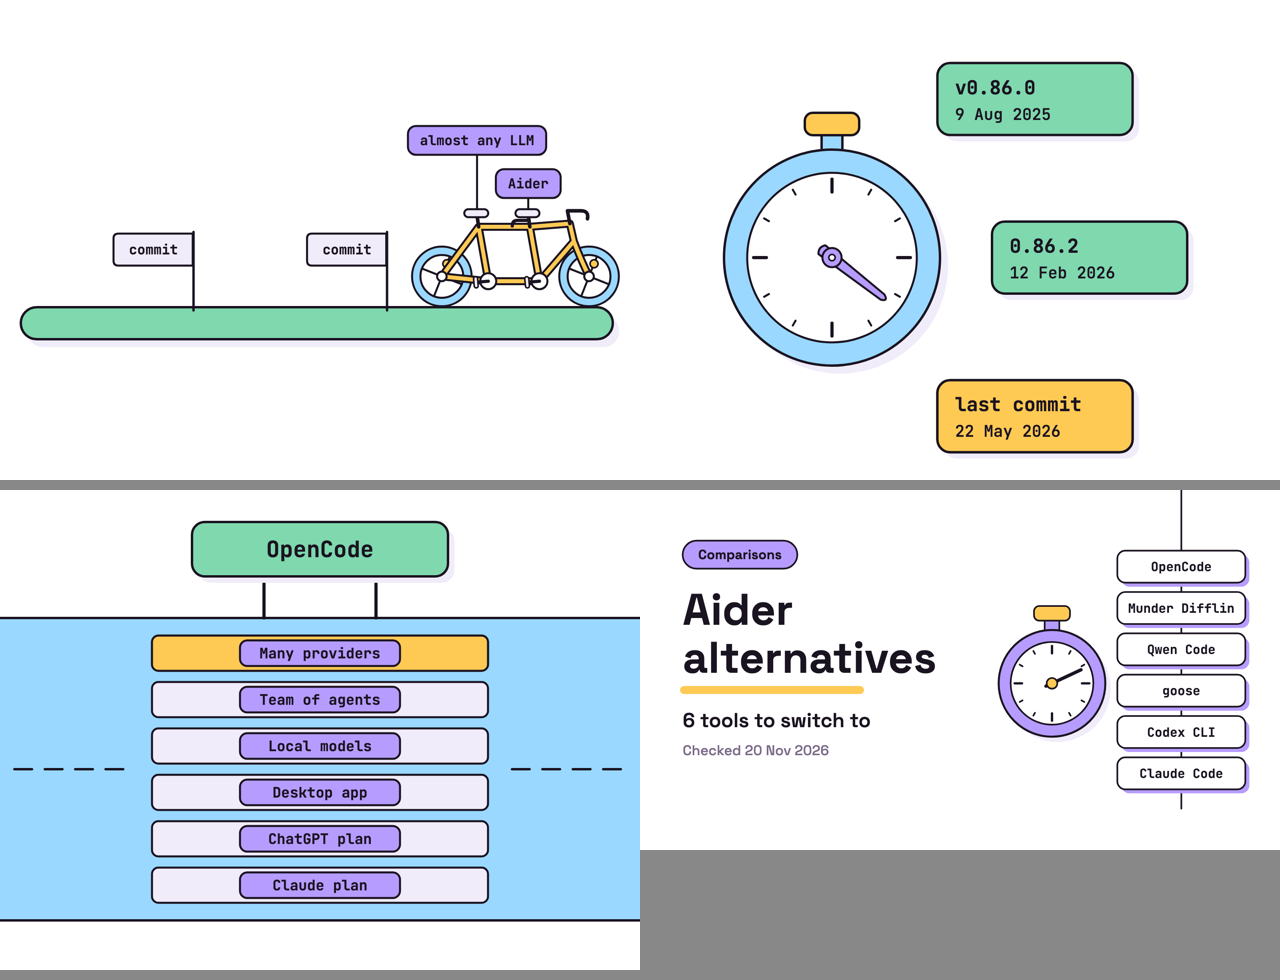 almost any LLM
Aider
commit
commit
v0.86.0
9 Aug 2025
0.86.2
12 Feb 2026
last commit
22 May 2026
OpenCode
Many providers
Team of agents
Local models
Desktop app
ChatGPT plan
Claude plan
Comparisons
Aider
alternatives
6 tools to switch to
Checked 20 Nov 2026
OpenCode
Munder Difflin
Qwen Code
goose
Codex CLI
Claude Code